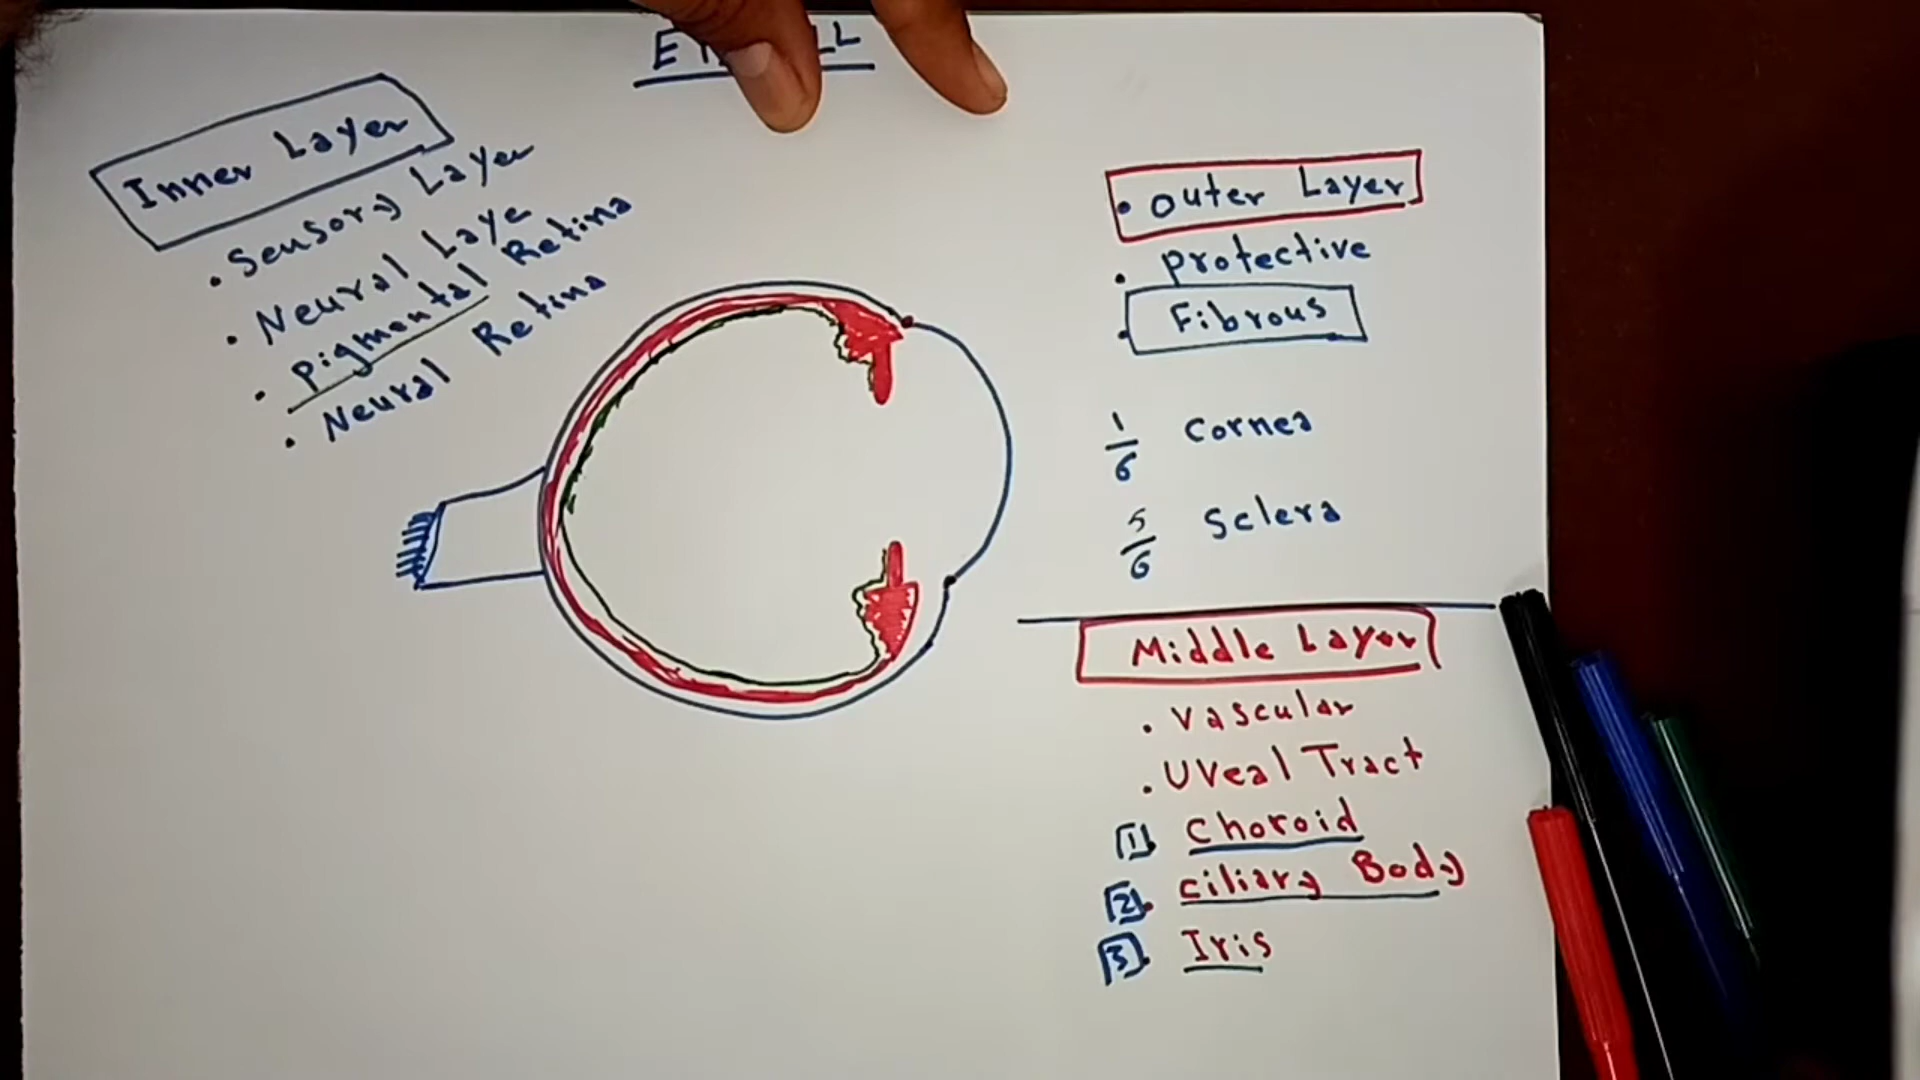 Inner Layer
• Sensory Layer
• Neural Laye
• Pigmental Retina
• Neural Retina
• Outer Layer
• Protective
• Fibrous
1/6 Cornea
5/6 Sclera
Middle Layer
• Vascular
• Uveal Tract
1 Choroid
2. Ciliary Body
3. Iris